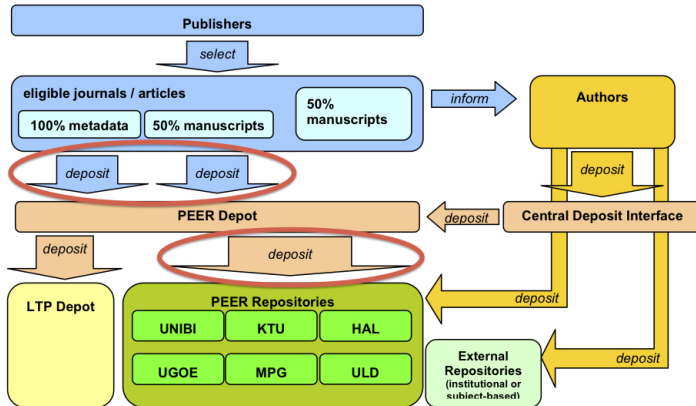 Publishers
select
eligible journals / articles
100% metadata
50% manuscripts
50%
manuscripts
inform
Authors
deposit
deposit
deposit
PEER Depot
deposit
Central Deposit Interface
deposit
deposit
LTP Depot
PEER Repositories
UNIBI
KTU
HAL
UGOE
MPG
ULD
deposit
External
Repositories
(institutional or
subject-based)
deposit